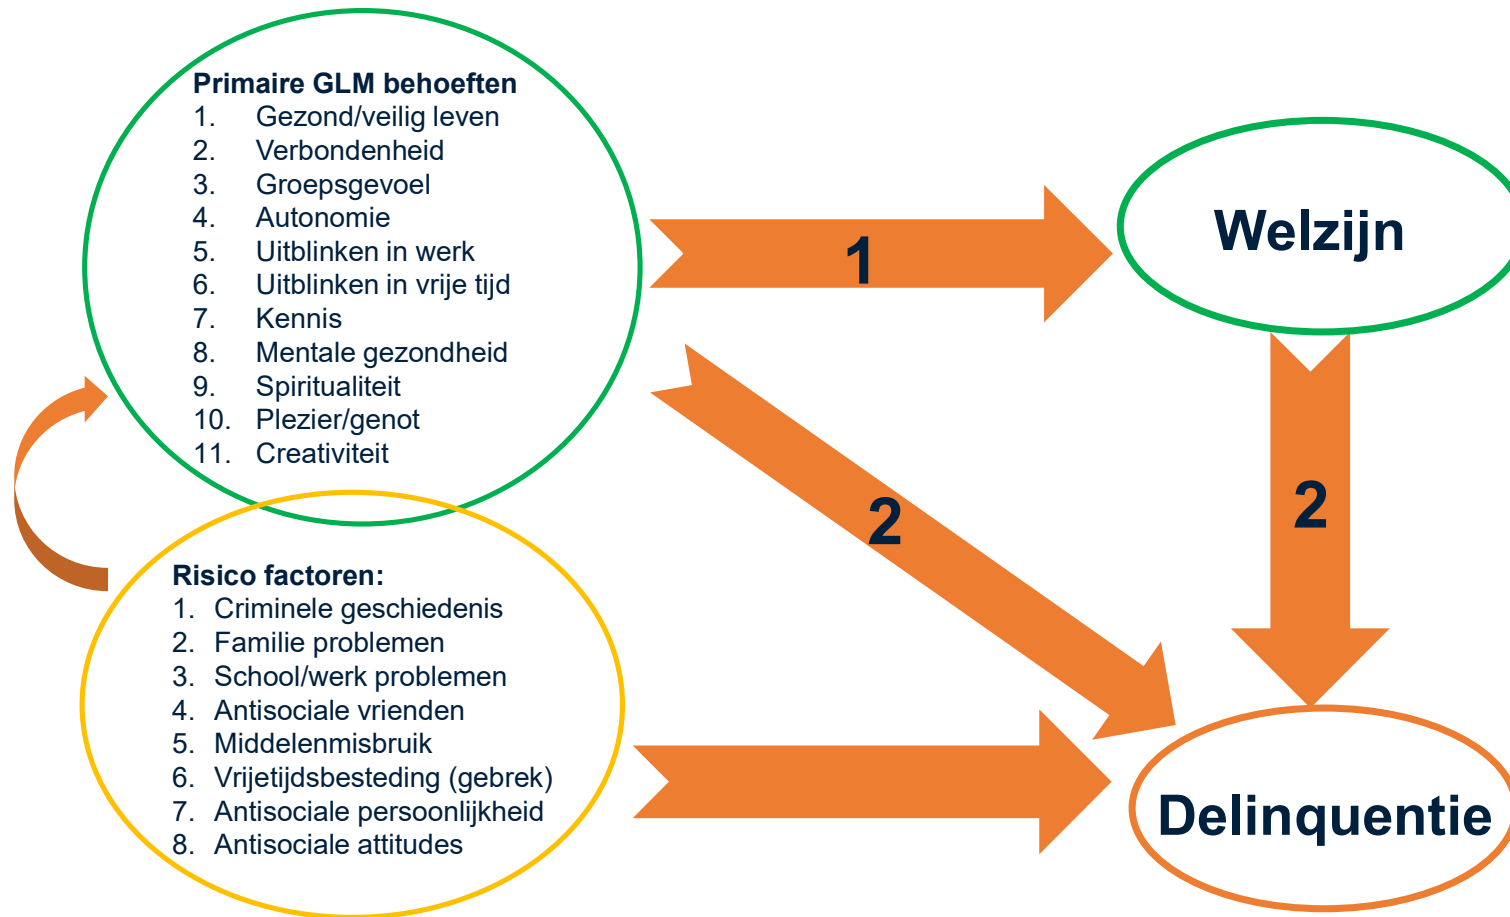 Primaire GLM behoeften
1. Gezond/veilig leven
2. Verbondenheid
3. Groepsgevoel
4. Autonomie
5. Uitblinken in werk
6. Uitblinken in vrije tijd
7. Kennis
8. Mentale gezondheid
9. Spiritualiteit
10. Plezier/genot
11. Creativiteit
1
Welzijn
2
2
Risico factoren:
1. Criminele geschiedenis
2. Familie problemen
3. School/werk problemen
4. Antisociale vrienden
5. Middelenmisbruik
6. Vrijetijdsbesteding (gebrek)
7. Antisociale persoonlijkheid
8. Antisociale attitudes
Delinquentie